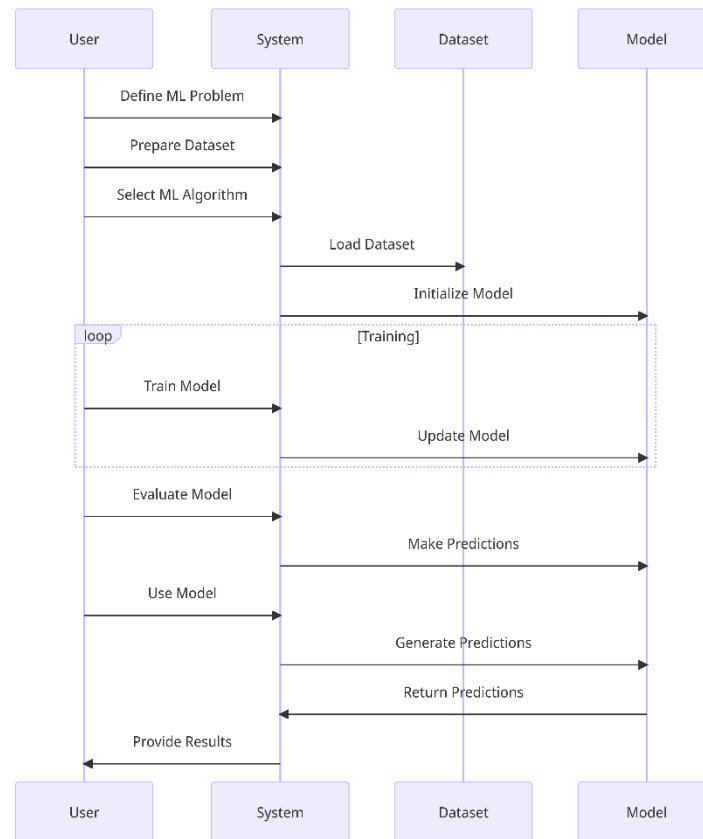 User System Dataset Model
Define ML Problem
Prepare Dataset
Select ML Algorithm
Load Dataset
Initialize Model
loop [Training]
Train Model
Update Model
Evaluate Model
Make Predictions
Use Model
Generate Predictions
Return Predictions
Provide Results
User System Dataset Model